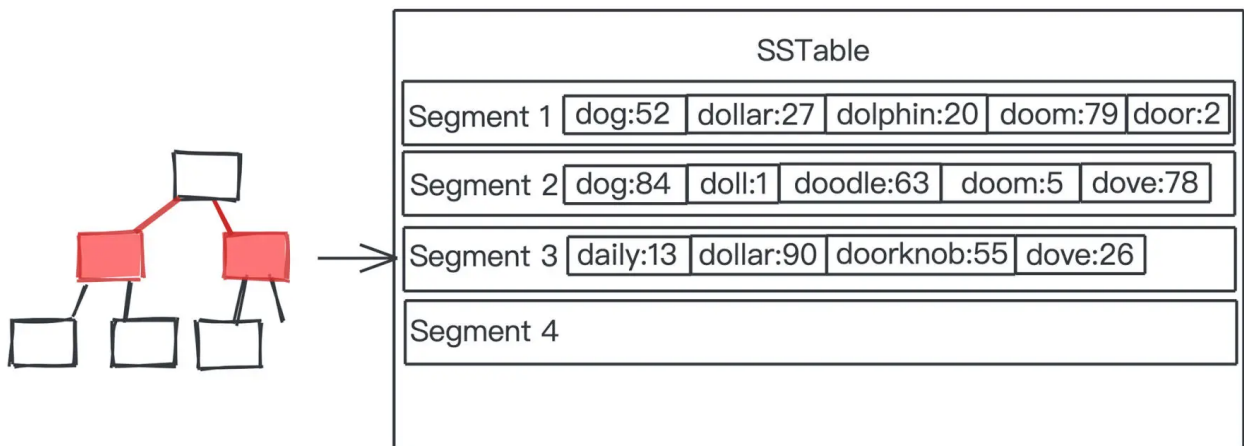 SSTable
Segment 1 dog:52 dollar:27 dolphin:20 doom:79 door:2
Segment 2 dog:84 doll:1 doodle:63 doom:5 dove:78
Segment 3 daily:13 dollar:90 doorknob:55 dove:26
Segment 4